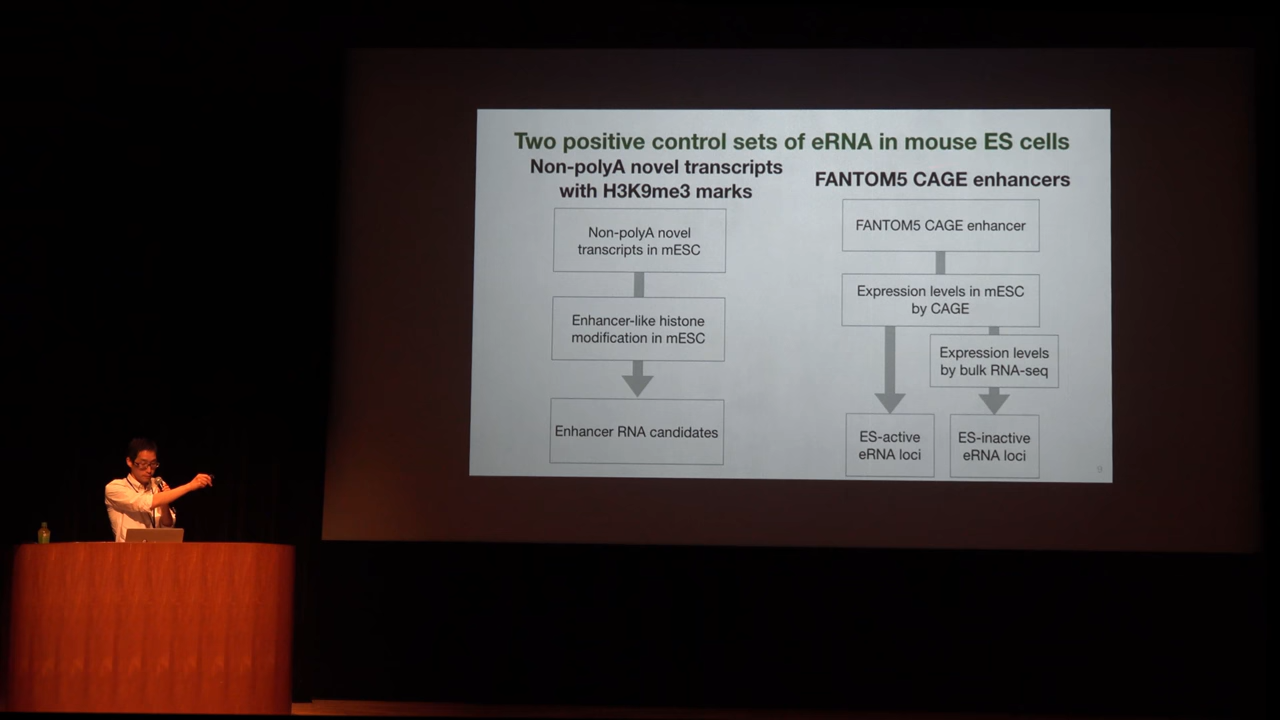 Two positive control sets of eRNA in mouse ES cells
Non-polyA novel transcripts
with H3K9me3 marks
Non-polyA novel
transcripts in mESC
Enhancer-like histone
modification in mESC
Enhancer RNA candidates
FANTOM5 CAGE enhancers
FANTOM5 CAGE enhancer
Expression levels in mESC
by CAGE
Expression levels
by bulk RNA-seq
ES-active
eRNA loci
ES-inactive
eRNA loci
9